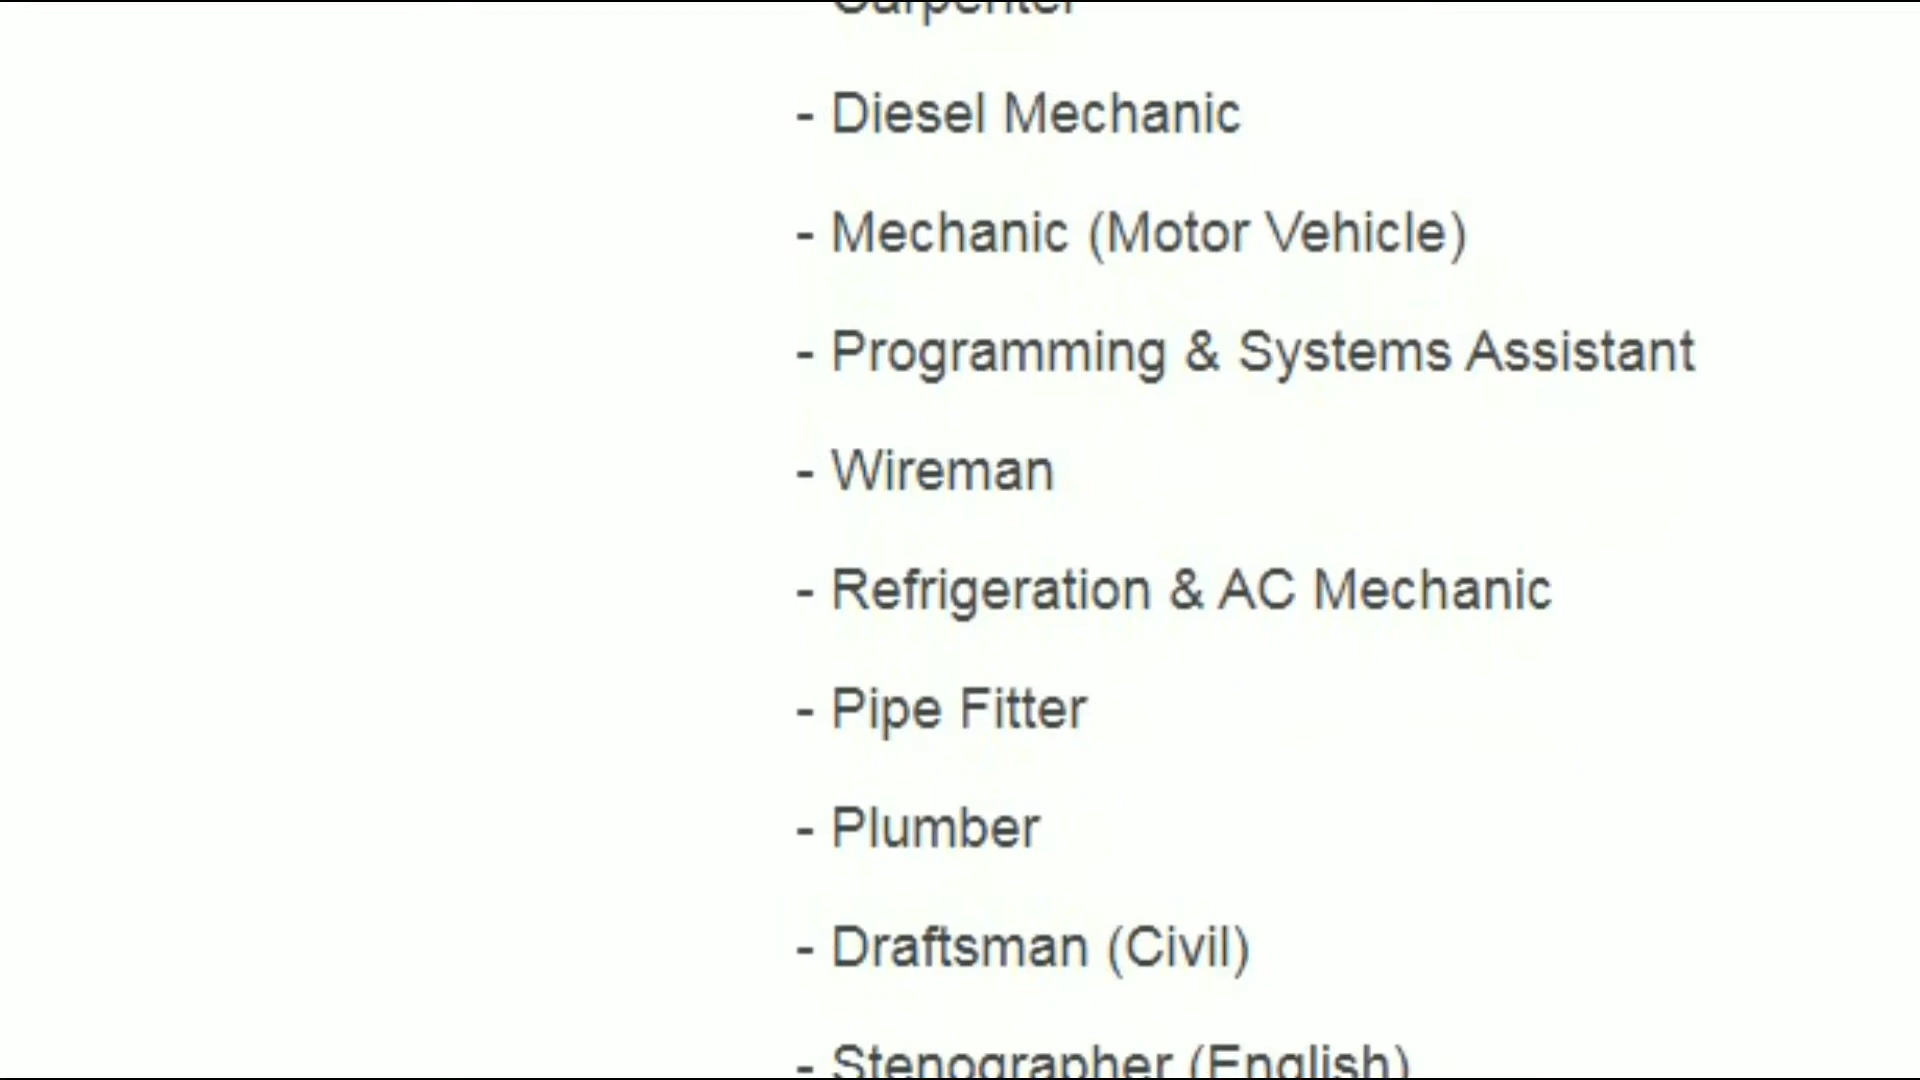 Carpenter
- Diesel Mechanic
- Mechanic (Motor Vehicle)
- Programming & Systems Assistant
- Wireman
- Refrigeration & AC Mechanic
- Pipe Fitter
- Plumber
- Draftsman (Civil)
- Stenographer (English)